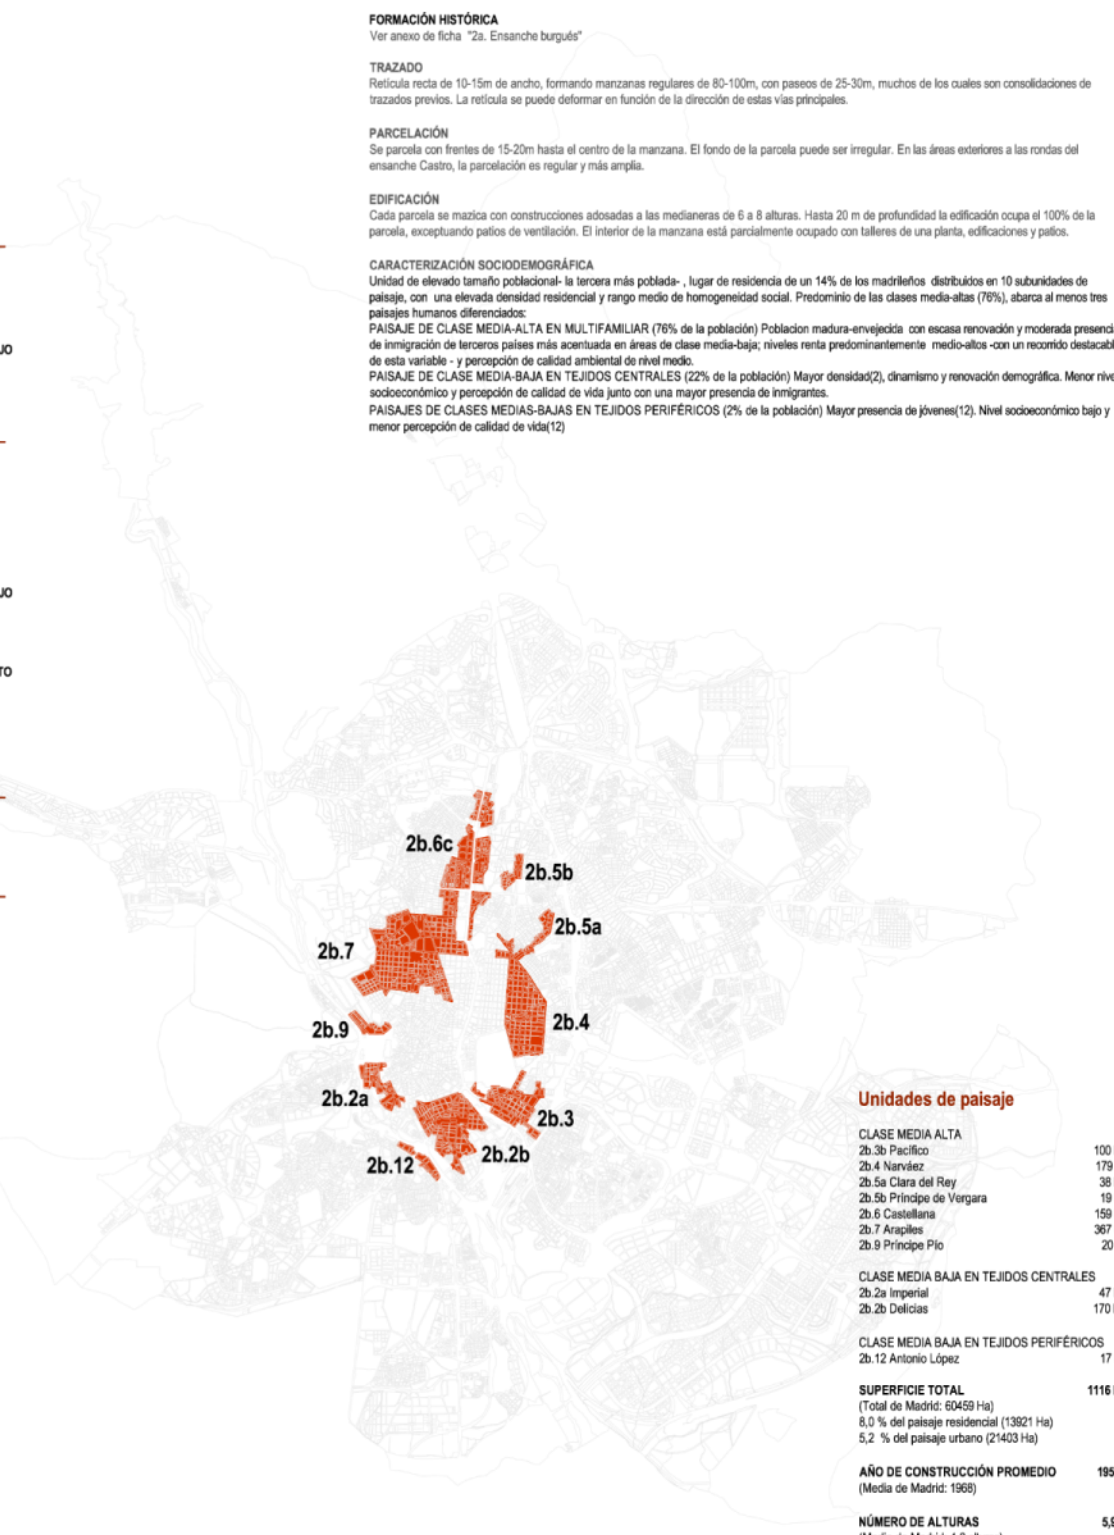 FORMACIÓN HISTÓRICA
Ver anexo de ficha "2a. Ensanche burgués"
TRAZADO
Retícula recta de 10-15m de ancho, formando manzanas regulares de 80-100m, con paseos de 25-30m, muchos de los cuales son consolidaciones de
trazados previos. La retícula se puede deformar en función de la dirección de estas vías principales.
PARCELACIÓN
Se parcela con frentes de 15-20m hasta el centro de la manzana. El fondo de la parcela puede ser irregular. En las áreas exteriores a las rondas del
ensanche Castro, la parcelación es regular y más amplia.
EDIFICACIÓN
Cada parcela se maziza con construcciones adosadas a las medianeras de 6 a 8 alturas. Hasta 20 m de profundidad la edificación ocupa el 100% de la
parcela, exceptuando patios de ventilación. El interior de la manzana está parcialmente ocupado con talleres de una planta, edificaciones y patios.
CARACTERIZACIÓN SOCIODEMOGRÁFICA
Unidad de elevado tamaño poblacional- la tercera más poblada- , lugar de residencia de un 14% de los madrileños distribuidos en 10 subunidades de
paisaje, con una elevada densidad residencial y rango medio de homogeneidad social. Predominio de las clases media-altas (76%), abarca al menos tres
paisajes humanos diferenciados:
PAISAJE DE CLASE MEDIA-ALTA EN MULTIFAMILIAR (76% de la población) Poblacion madura-envejecida con escasa renovación y moderada presenci
de inmigración de terceros países más acentuada en áreas de clase media-baja; niveles renta predominantemente medio-altos -con un recorrido destacabl
de esta variable - y percepción de calidad ambiental de nivel medio.
PAISAJE DE CLASE MEDIA-BAJA EN TEJIDOS CENTRALES (22% de la población) Mayor densidad(2), dinamismo y renovación demográfica. Menor nive
socioeconómico y percepción de calidad de vida junto con una mayor presencia de inmigrantes.
PAISAJES DE CLASES MEDIAS-BAJAS EN TEJIDOS PERIFÉRICOS (2% de la población) Mayor presencia de jóvenes(12). Nivel socioeconómico bajo y
menor percepción de calidad de vida(12)
JO
JO
TO
2b.6c
2b.5b
2b.5a
2b.7
2b.4
2b.9
2b.2a
2b.3
2b.2b
2b.12
Unidades de paisaje
CLASE MEDIA ALTA
2b.3b Pacífico 100
2b.4 Narváez 179
2b.5a Clara del Rey 38
2b.5b Príncipe de Vergara 19
2b.6 Castellana 159
2b.7 Arapiles 367
2b.9 Príncipe Pío 20
CLASE MEDIA BAJA EN TEJIDOS CENTRALES
2b.2a Imperial 47
2b.2b Delicias 170
CLASE MEDIA BAJA EN TEJIDOS PERIFÉRICOS
2b.12 Antonio López 17
SUPERFICIE TOTAL 1116
(Total de Madrid: 60459 Ha)
8,0 % del paisaje residencial (13921 Ha)
5,2 % del paisaje urbano (21403 Ha)
AÑO DE CONSTRUCCIÓN PROMEDIO 195
(Media de Madrid: 1968)
NÚMERO DE ALTURAS 5,